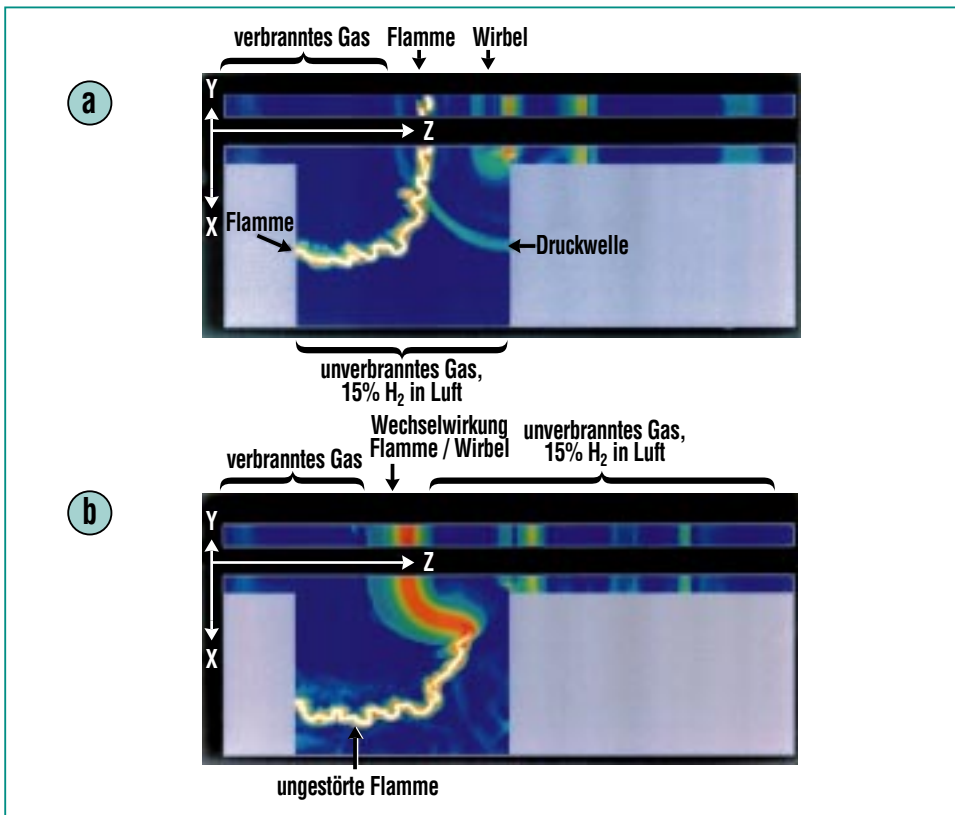 verbranntes Gas Flamme Wirbel
a
Y
Z
X
Flamme
Druckwelle
unverbranntes Gas,
15% H₂ in Luft
Wechselwirkung
Flamme / Wirbel
unverbranntes Gas,
15% H₂ in Luft
verbranntes Gas
b
Y
Z
X
ungestörte Flamme